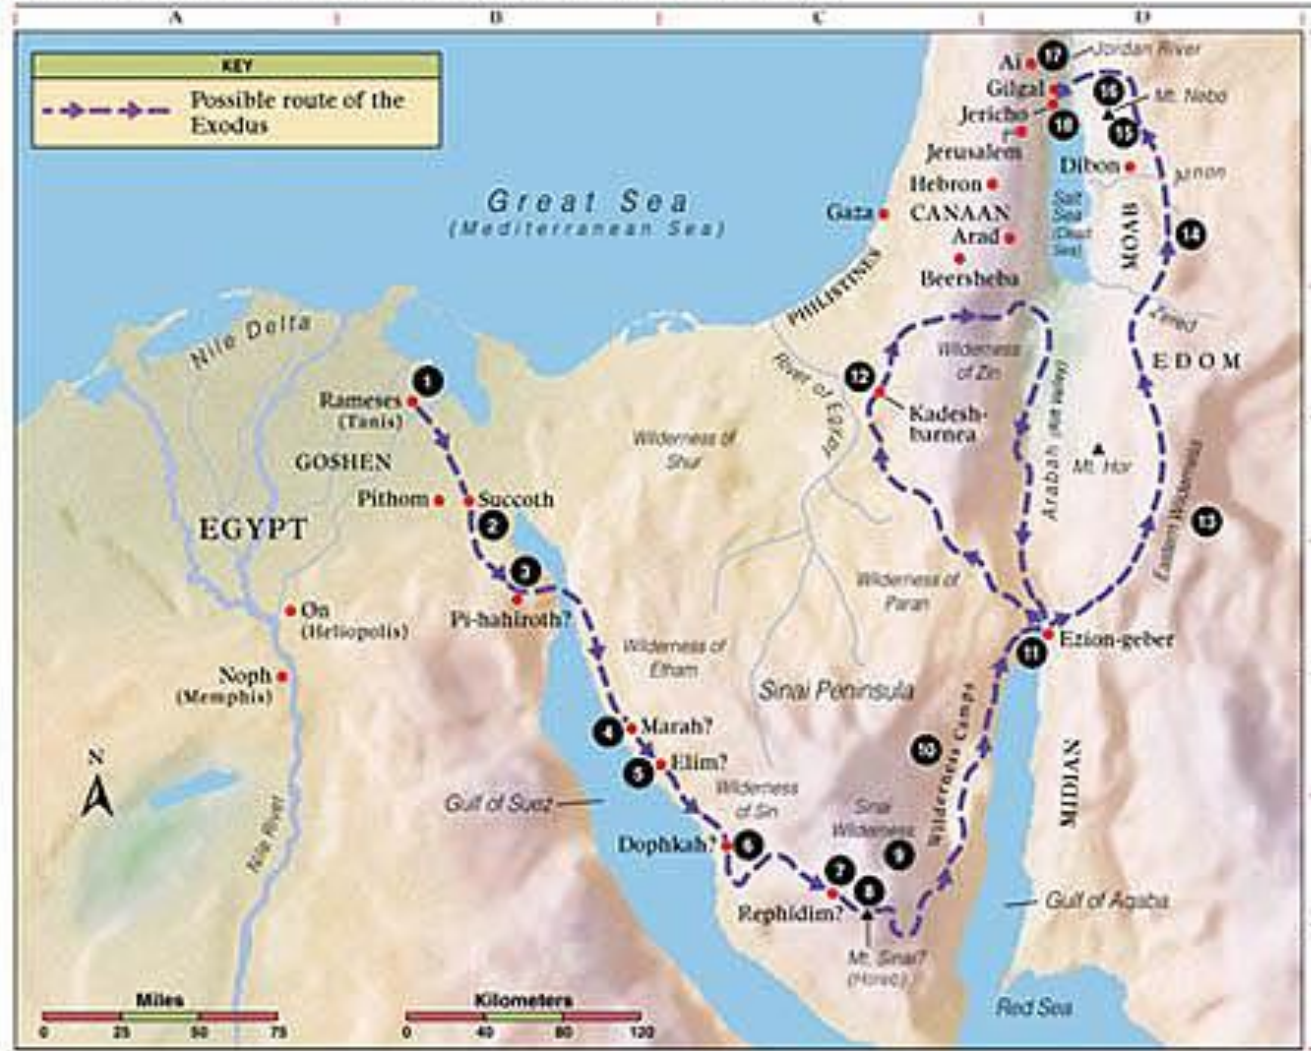 A B C D
KEY
Possible route of the
Exodus
Great Sea
(Mediterranean Sea)
Nile Delta
1
Rameses
(Tanis)
GOSHEN
Pithom
Succoth
2
EGYPT
3
Pi-hahiroth?
On
(Heliopolis)
Noph
(Memphis)
N
Nile River
Gulf of Suez
4
Marah?
5
Elim?
Wilderness of
Shur
Wilderness of
Etham
Wilderness
of Sin
Dophkah?
6
7
Rephidim?
8
Mt. Sinai?
(Horeb)
Sinai
Wilderness
9
10
Wilderness Camps
Sinai Peninsula
Wilderness of
Paran
River of Egypt
PHILISTINES
Gaza
12
Kadesh-
barnea
Wilderness
of Zin
Arabah (Rift Valley)
11
Ezion-geber
Mt. Hor
Eastern Wilderness
13
EDOM
Zered
14
MOAB
Arnon
Dibon
15
16
Mt. Nebo
Jordan River
17
Ai
Gilgal
Jericho
18
Jerusalem
Hebron
CANAAN
Arad
Beersheba
Salt
Sea
(Dead
Sea)
MIDIAN
Gulf of Aqaba
Red Sea
Miles
0 25 50 75
Kilometers
0 40 80 120